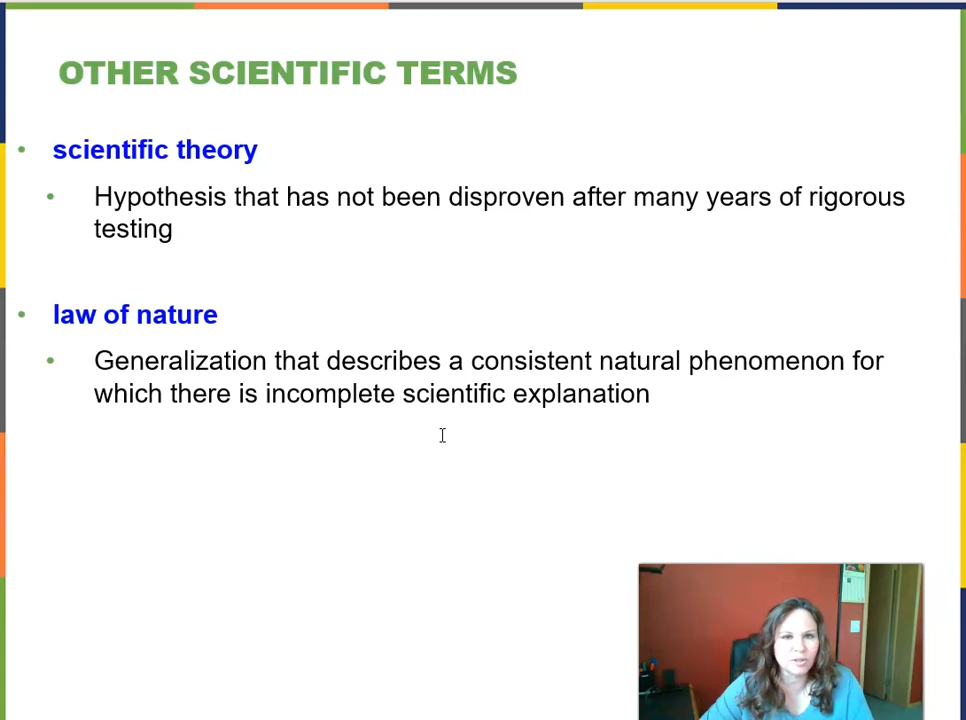 OTHER SCIENTIFIC TERMS
• scientific theory
• Hypothesis that has not been disproven after many years of rigorous
testing
• law of nature
• Generalization that describes a consistent natural phenomenon for
which there is incomplete scientific explanation